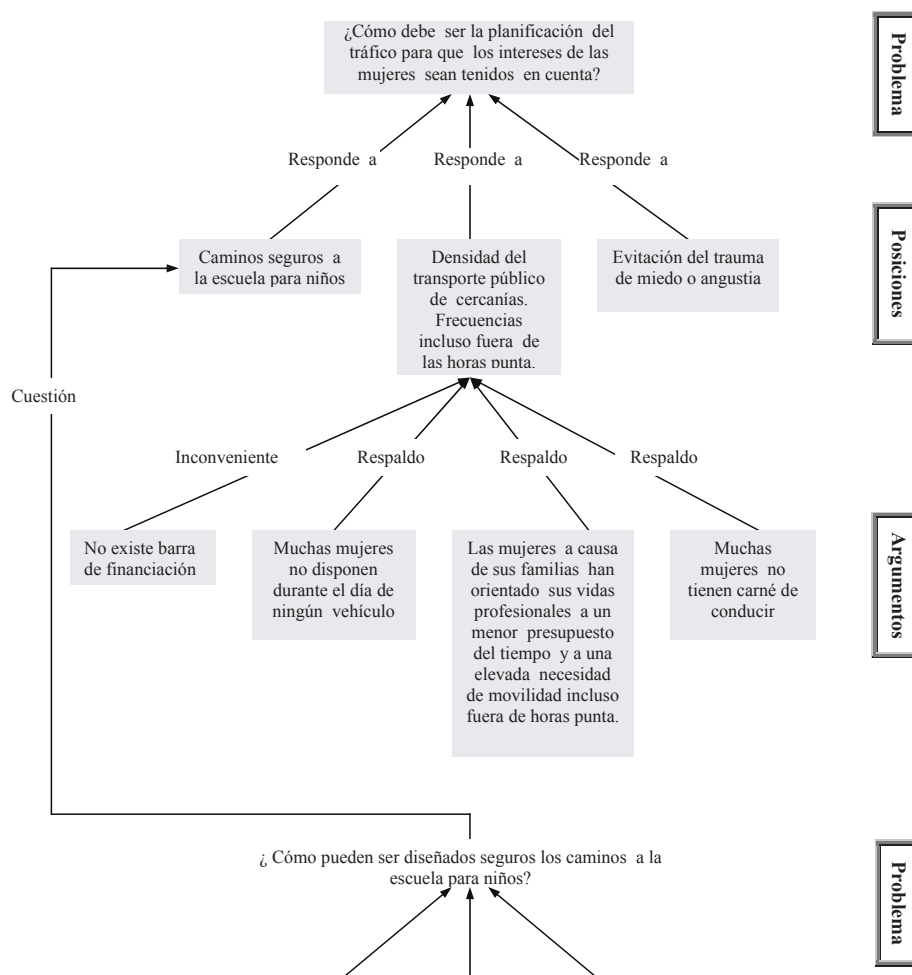 ¿Cómo debe ser la planificación del
tráfico para que los intereses de las
mujeres sean tenidos en cuenta?
Problema
Responde a
Responde a
Responde a
Caminos seguros a
la escuela para niños
Densidad del
transporte público
de cercanías.
Frecuencias
incluso fuera de
las horas punta.
Evitación del trauma
de miedo o angustia
Posiciones
Cuestión
Inconveniente
Respaldo
Respaldo
Respaldo
No existe barra
de financiación
Muchas mujeres
no disponen
durante el día de
ningún vehículo
Las mujeres a causa
de sus familias han
orientado sus vidas
profesionales a un
menor presupuesto
del tiempo y a una
elevada necesidad
de movilidad incluso
fuera de horas punta.
Muchas
mujeres no
tienen carné de
conducir
Argumentos
¿ Cómo pueden ser diseñados seguros los caminos a la
escuela para niños?
Problema